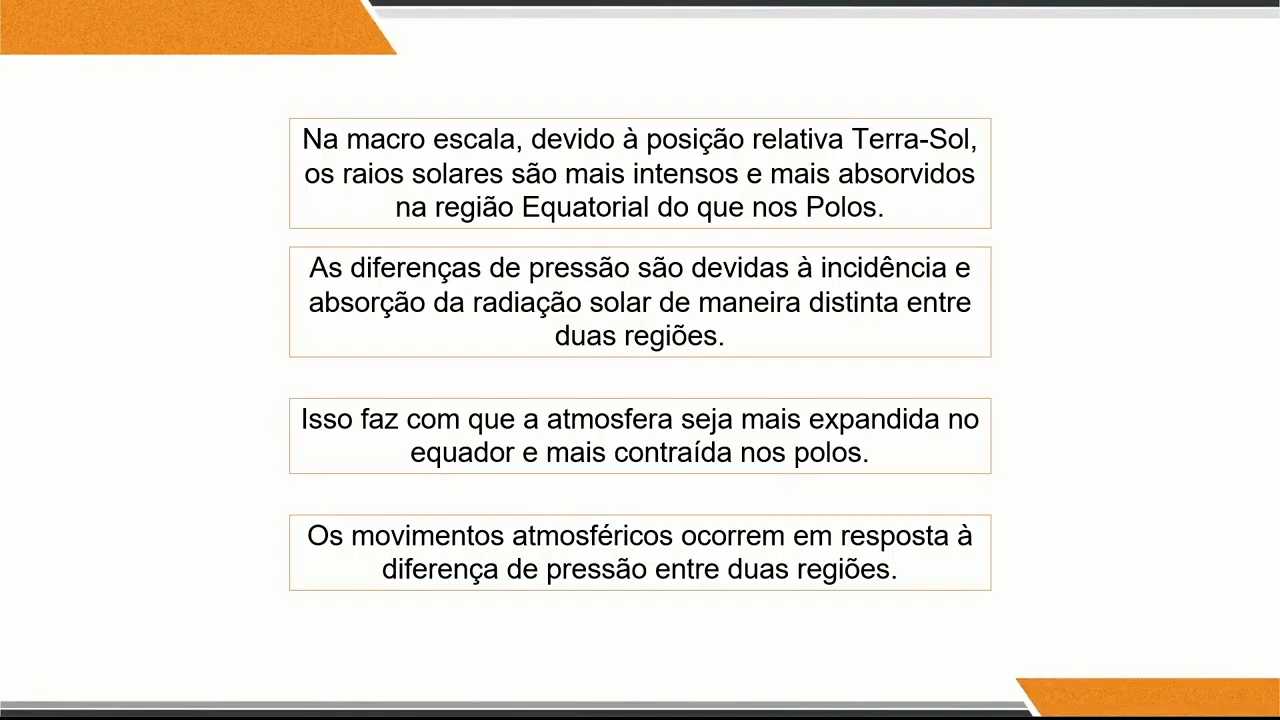 Na macro escala, devido à posição relativa Terra-Sol,
os raios solares são mais intensos e mais absorvidos
na região Equatorial do que nos Polos.
As diferenças de pressão são devidas à incidência e
absorção da radiação solar de maneira distinta entre
duas regiões.
Isso faz com que a atmosfera seja mais expandida no
equador e mais contraída nos polos.
Os movimentos atmosféricos ocorrem em resposta à
diferença de pressão entre duas regiões.